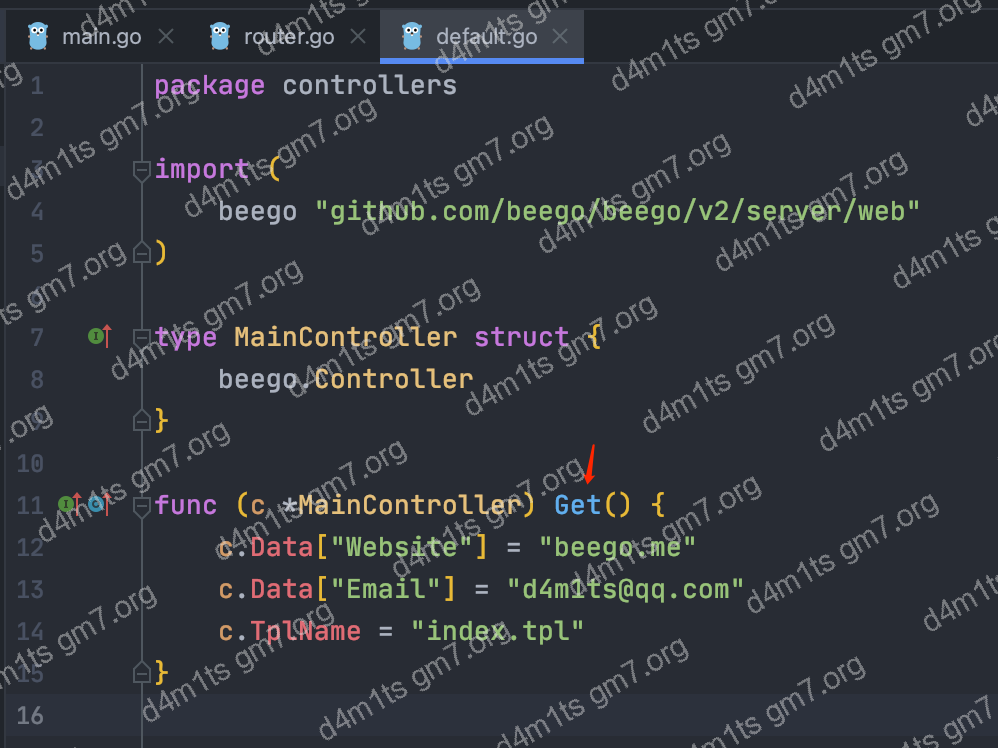 main.go router.go default.go
1 package controllers
2
3 import (
4 beego "github.com/beego/beego/v2/server/web"
5 )
6
7 type MainController struct {
8 beego.Controller
9 }
10
11 func (c *MainController) Get() {
12 c.Data["Website"] = "beego.me"
13 c.Data["Email"] = "d4m1ts@qq.com"
14 c.TplName = "index.tpl"
15 }
16
d4m1ts gm7.org